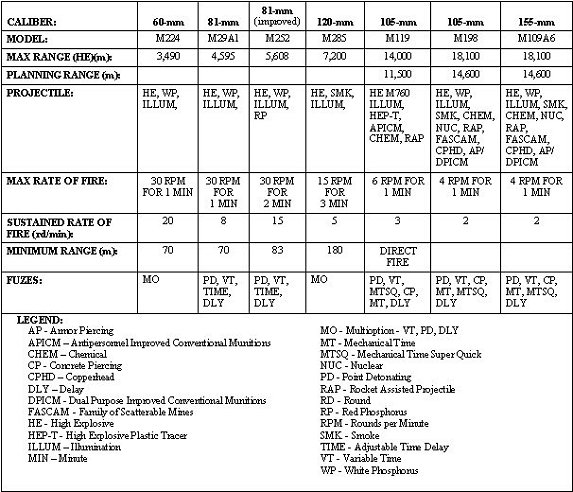 CALIBER: 60-mm 81-mm 81-mm (improved) 120-mm 105-mm 105-mm 155-mm
MODEL: M224 M29A1 M252 M285 M119 M198 M109A6
MAX RANGE (HE)(m): 3,490 4,595 5,608 7,200 14,000 18,100 18,100
PLANNING RANGE (m): 11,500 14,600 14,600
PROJECTILE: HE, WP, HE, WP, HE, WP, HE, SMK, HE M760 HE, WP, HE, WP,
ILLUM, ILLUM, ILLUM, ILLUM, ILLUM, ILLUM, ILLUM, SMK,
RP HEP-T, SMK, CHEM, CHEM, NUC,
APICM, NUC, RAP, RAP,
CHEM, RAP FASCAM, FASCAM,
CPHD, AP/ CPHD, AP/
DPICM DPICM
MAX RATE OF FIRE: 30 RPM 30 RPM 30 RPM 15 RPM 6 RPM FOR 4 RPM FOR 4 RPM FOR
FOR 1 MIN FOR FOR FOR 1 MIN 1 MIN 1 MIN
1 MIN 2 MIN 3 MIN
SUSTAINED RATE OF 20 8 15 5 3 2 2
FIRE (rd/min):
MINIMUM RANGE (m): 70 70 83 180 DIRECT
FIRE
FUZES: MO PD, VT, PD, VT, MO PD, VT, PD, VT, CP, PD, VT, CP,
TIME, TIME, MTSQ, CP, MT, MTSQ, MT, MTSQ,
DLY DLY MT, DLY DLY DLY
LEGEND:
AP - Armor Piercing
APICM – Antipersonnel Improved Conventional Munitions
CHEM – Chemical
CP - Concrete Piercing
CPHD – Copperhead
DLY – Delay
DPICM - Dual Purpose Improved Conventional Munitions
FASCAM - Family of Scatterable Mines
HE - High Explosive
HEP-T - High Explosive Plastic Tracer
ILLUM – Illumination
MIN – Minute
MO - Multioption - VT, PD, DLY
MT - Mechanical Time
MTSQ - Mechanical Time Super Quick
NUC - Nuclear
PD - Point Detonating
RAP - Rocket Assisted Projectile
RD - Round
RP - Red Phosphorus
RPM - Rounds per Minute
SMK - Smoke
TIME - Adjustable Time Delay
VT - Variable Time
WP - White Phosphorus